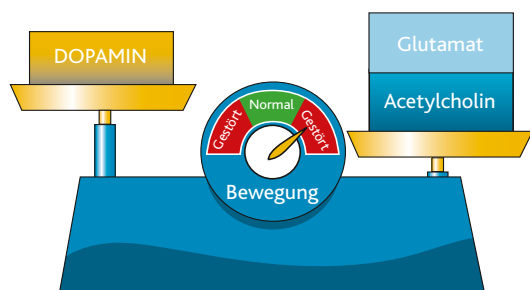 DOPAMIN
Glutamat
Acetylcholin
Gestört
Normal
Gestört
Bewegung